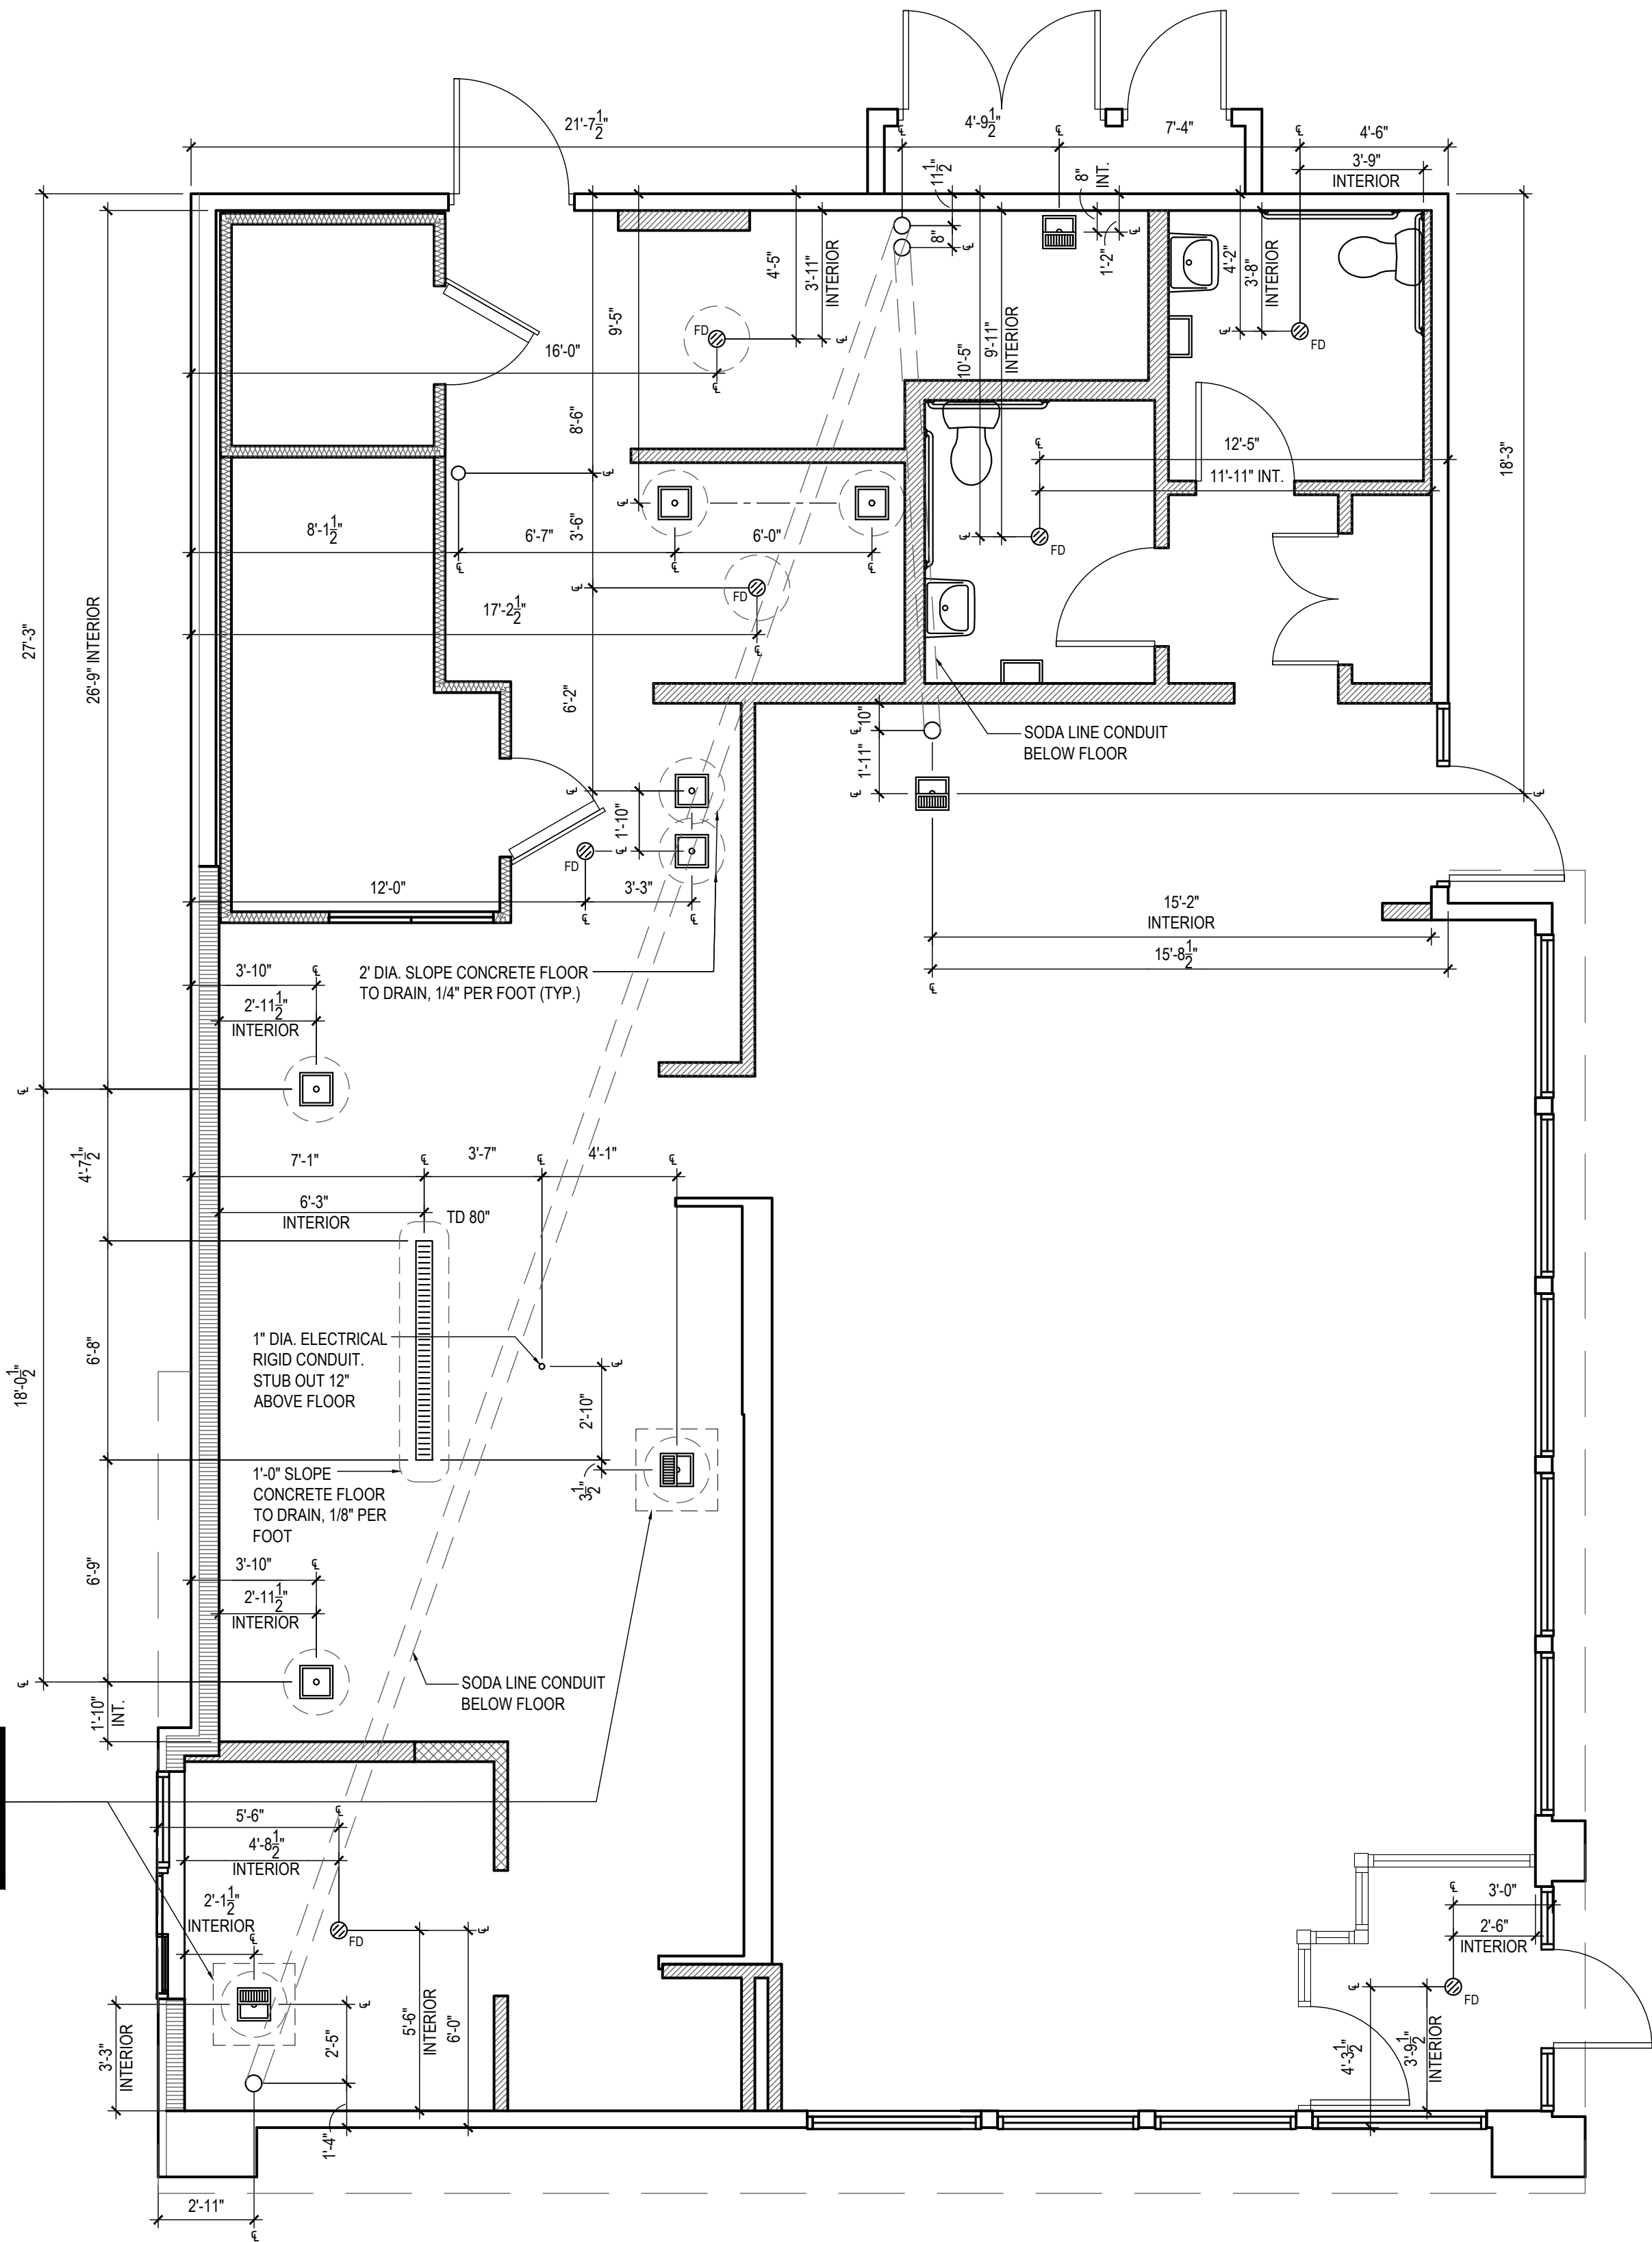 21'-7 1/2"
4'-9 1/2"
7'-4"
4'-6"
℄
℄
℄
3'-9"
INTERIOR
11 1/2"
8"
INT.
8"
℄
1'-2"
℄
4'-5"
3'-11"
INTERIOR
4'-2"
3'-8"
INTERIOR
9'-5"
FD
℄
℄
FD
16'-0"
℄
10'-5"
9'-11"
INTERIOR
8'-6"
℄
℄
12'-5"
11'-11" INT.
18'-3"
℄
8'-1 1/2"
6'-7"
3'-6"
6'-0"
℄
℄
℄
℄
FD
℄
FD
17'-2 1/2"
℄
27'-3"
26'-9" INTERIOR
6'-2"
10"
℄
1'-11"
SODA LINE CONDUIT
BELOW FLOOR
℄
℄
℄
1'-10"
FD
℄
12'-0"
3'-3"
℄
℄
15'-2"
INTERIOR
15'-8 1/2"
℄
3'-10"
℄
2'-11 1/2"
INTERIOR
2' DIA. SLOPE CONCRETE FLOOR
TO DRAIN, 1/4" PER FOOT (TYP.)
℄
4'-7 1/2"
7'-1"
℄
3'-7"
℄
4'-1"
℄
6'-3"
INTERIOR
TD 80"
6'-8"
18'-0 1/2"
1" DIA. ELECTRICAL
RIGID CONDUIT.
STUB OUT 12"
ABOVE FLOOR
℄
2'-10"
3 1/2"
1'-0" SLOPE
CONCRETE FLOOR
TO DRAIN, 1/8" PER
FOOT
6'-9"
3'-10"
℄
2'-11 1/2"
INTERIOR
℄
SODA LINE CONDUIT
BELOW FLOOR
1'-10"
INT.
5'-6"
℄
4'-8 1/2"
INTERIOR
2'-1 1/2"
INTERIOR
℄
FD
℄
℄
3'-0"
2'-6"
INTERIOR
℄
FD
3'-3"
INTERIOR
℄
2'-5"
5'-6"
INTERIOR
6'-0"
4'-3 1/2"
3'-9 1/2"
INTERIOR
1'-4"
2'-11"
℄